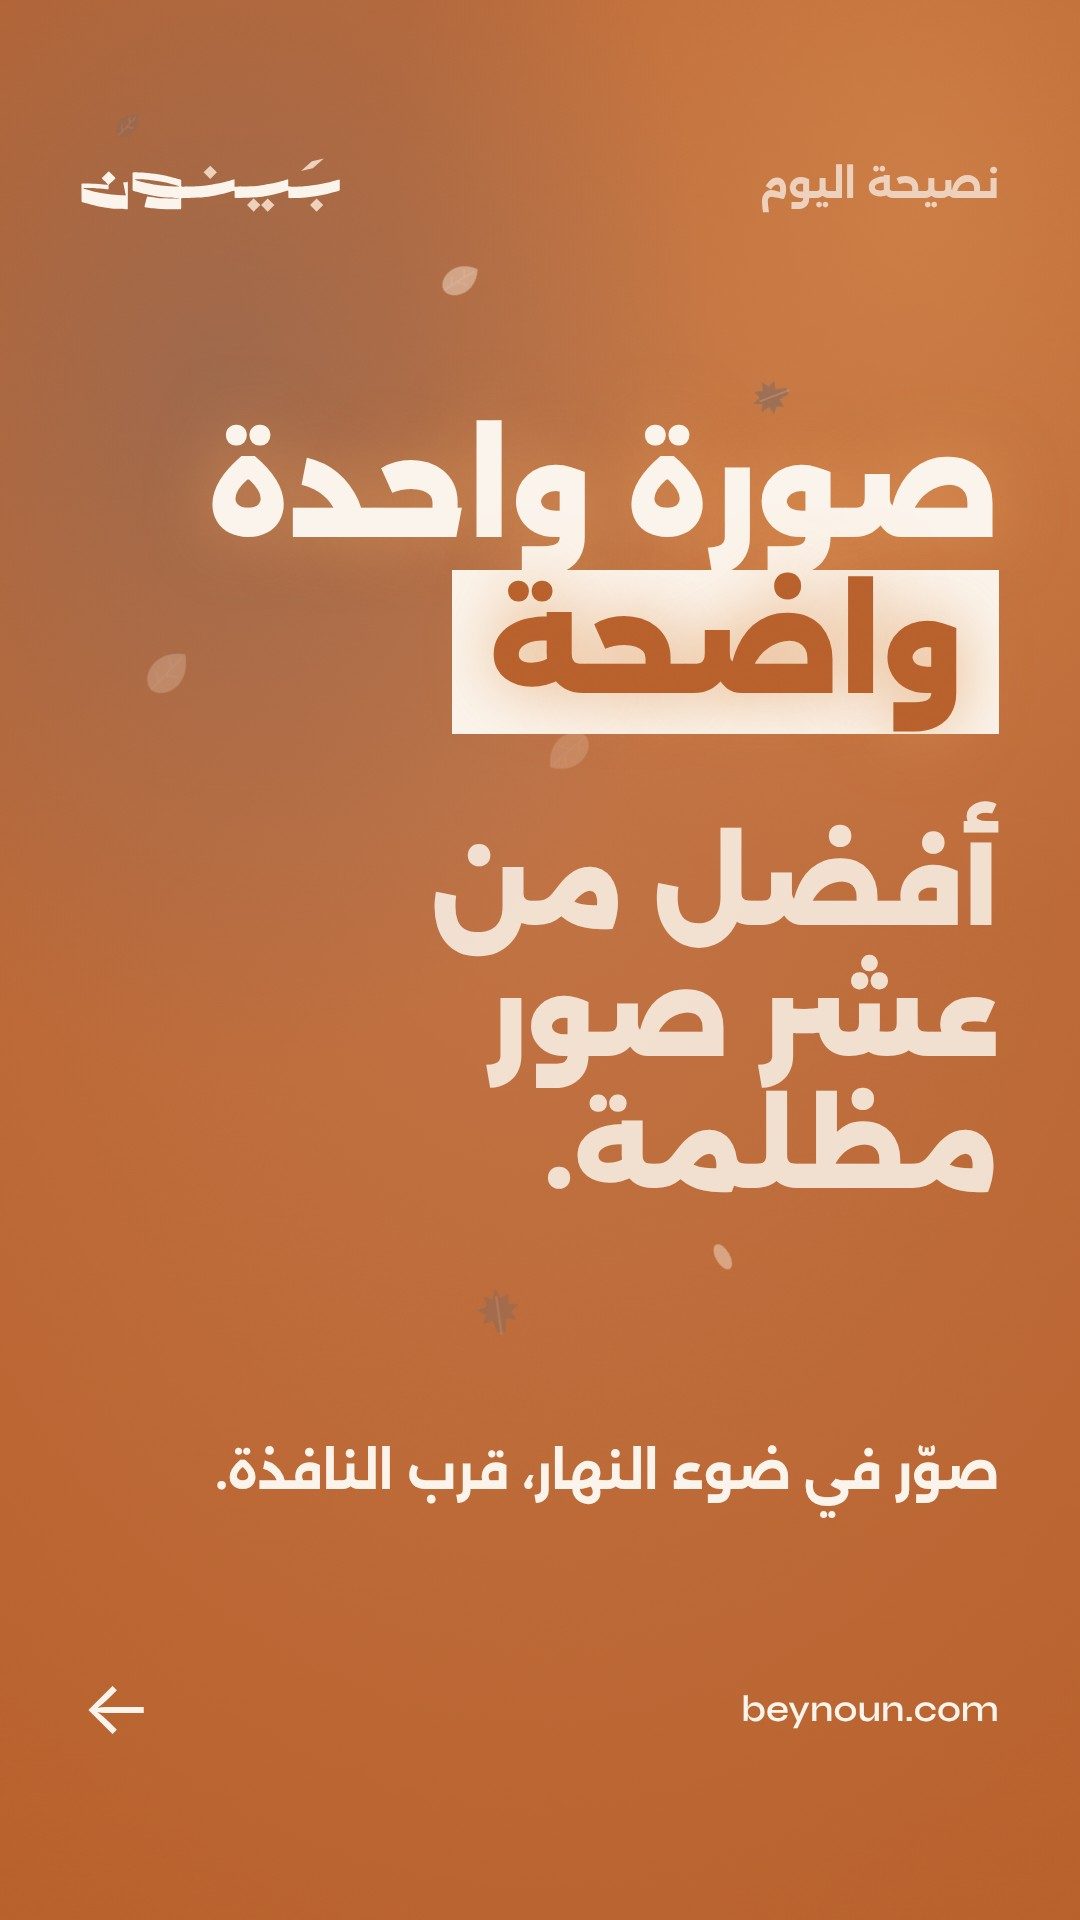 نصيحة اليوم
بَينون
صورة واحدة
واضحة
أفضل من
عشر صور
مظلمة.
صوّر في ضوء النهار، قرب النافذة.
beynoun.com